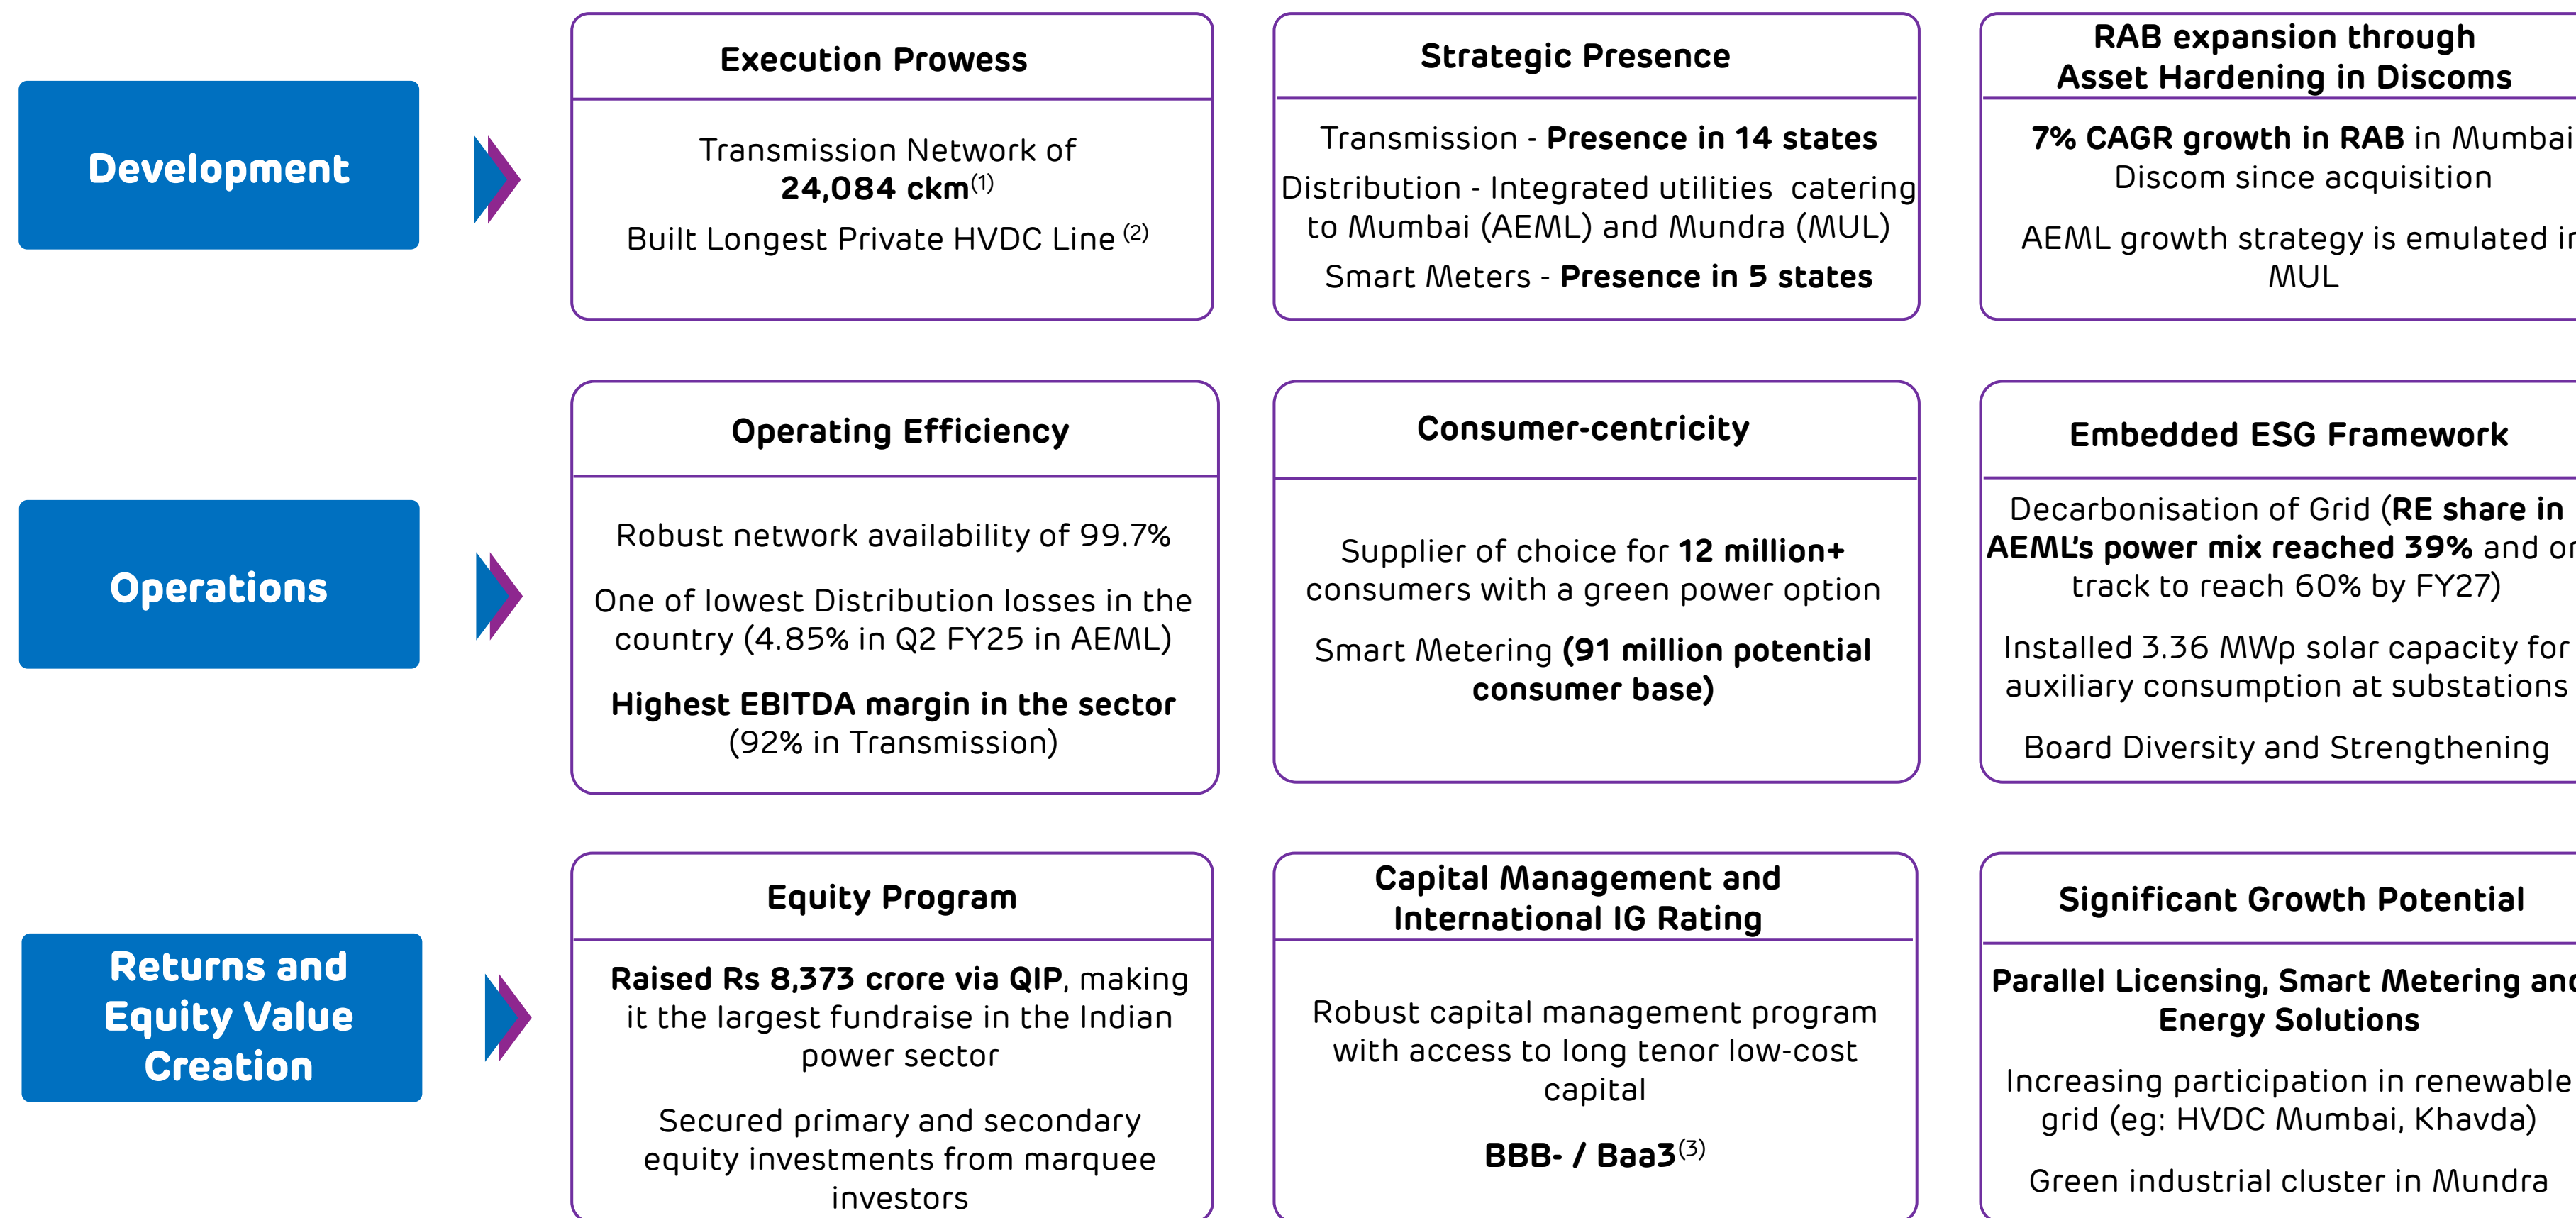 Development
Execution Prowess
Transmission Network of
24,084 ckm(1)
Built Longest Private HVDC Line (2)
Strategic Presence
Transmission - Presence in 14 states
Distribution - Integrated utilities catering
to Mumbai (AEML) and Mundra (MUL)
Smart Meters - Presence in 5 states
RAB expansion through
Asset Hardening in Discoms
7% CAGR growth in RAB in Mumbai
Discom since acquisition
AEML growth strategy is emulated
MUL
Operations
Operating Efficiency
Robust network availability of 99.7%
One of lowest Distribution losses in the
country (4.85% in Q2 FY25 in AEML)
Highest EBITDA margin in the sector
(92% in Transmission)
Consumer-centricity
Supplier of choice for 12 million+
consumers with a green power option
Smart Metering (91 million potential
consumer base)
Embedded ESG Framework
Decarbonisation of Grid (RE share in
AEML's power mix reached 39% and
track to reach 60% by FY27)
Installed 3.36 MWp solar capacity for
auxiliary consumption at substations
Board Diversity and Strengthening
Returns and
Equity Value
Creation
Equity Program
Raised Rs 8,373 crore via QIP, making
it the largest fundraise in the Indian
power sector
Secured primary and secondary
equity investments from marquee
investors
Capital Management and
International IG Rating
Robust capital management program
with access to long tenor low-cost
capital
BBB- / Baa3(3)
Significant Growth Potential
Parallel Licensing, Smart Metering and
Energy Solutions
Increasing participation in renewable
grid (eg: HVDC Mumbai, Khavda)
Green industrial cluster in Mundra